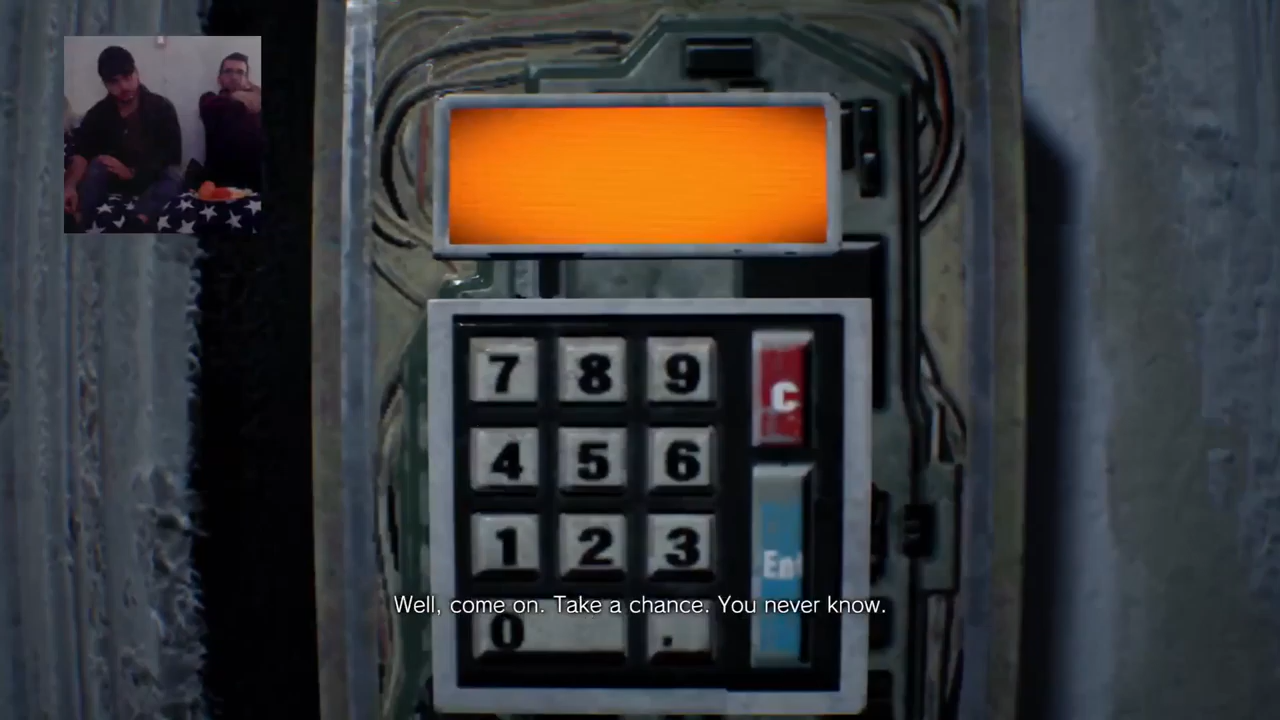 7 8 9 C
4 5 6
1 2 3 Ent
Well, come on. Take a chance. You never know.
0 .